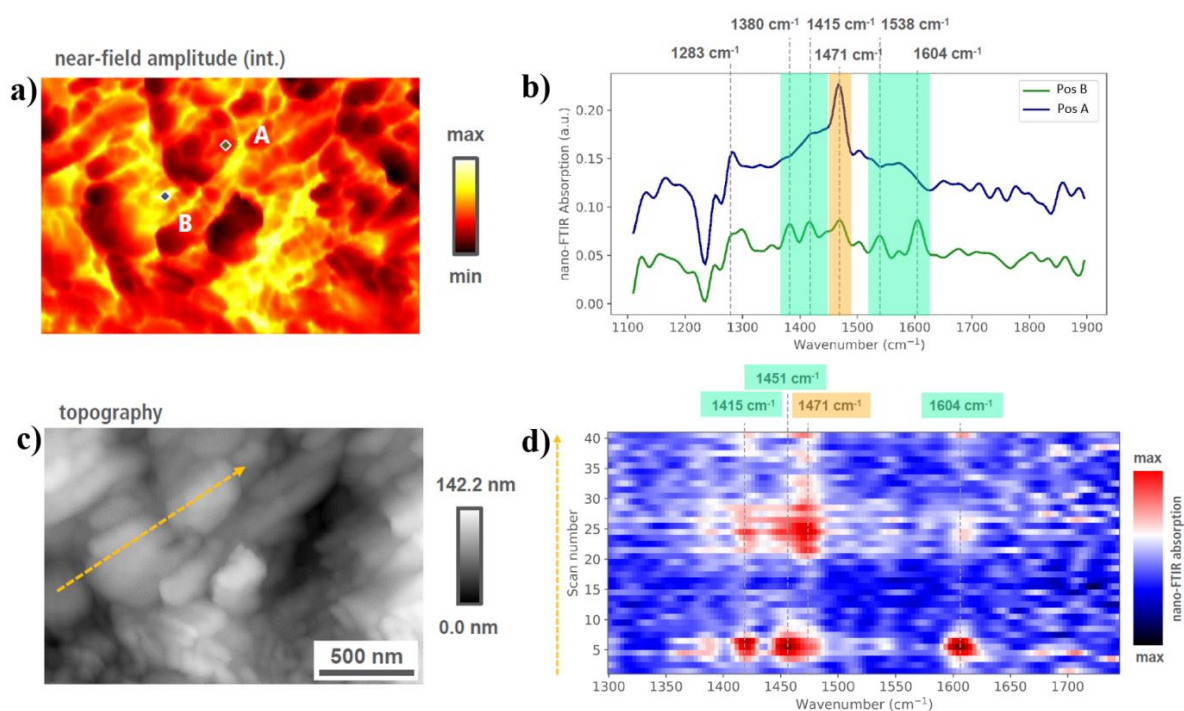 near-field amplitude (int.)
a)
A
B
max
min
b)
1380 cm⁻¹ 1415 cm⁻¹ 1538 cm⁻¹
1283 cm⁻¹ 1471 cm⁻¹ 1604 cm⁻¹
Pos B
Pos A
nano-FTIR Absorption (a.u.)
0.20
0.15
0.10
0.05
0.00
1100 1200 1300 1400 1500 1600 1700 1800 1900
Wavenumber (cm⁻¹)
topography
c)
142.2 nm
0.0 nm
500 nm
d)
1451 cm⁻¹
1415 cm⁻¹ 1471 cm⁻¹ 1604 cm⁻¹
Scan number
40
35
30
25
20
15
10
5
1300 1400 1450 1500 1600 1700
Wavenumber (cm⁻¹)
max
nano-FTIR absorption
max